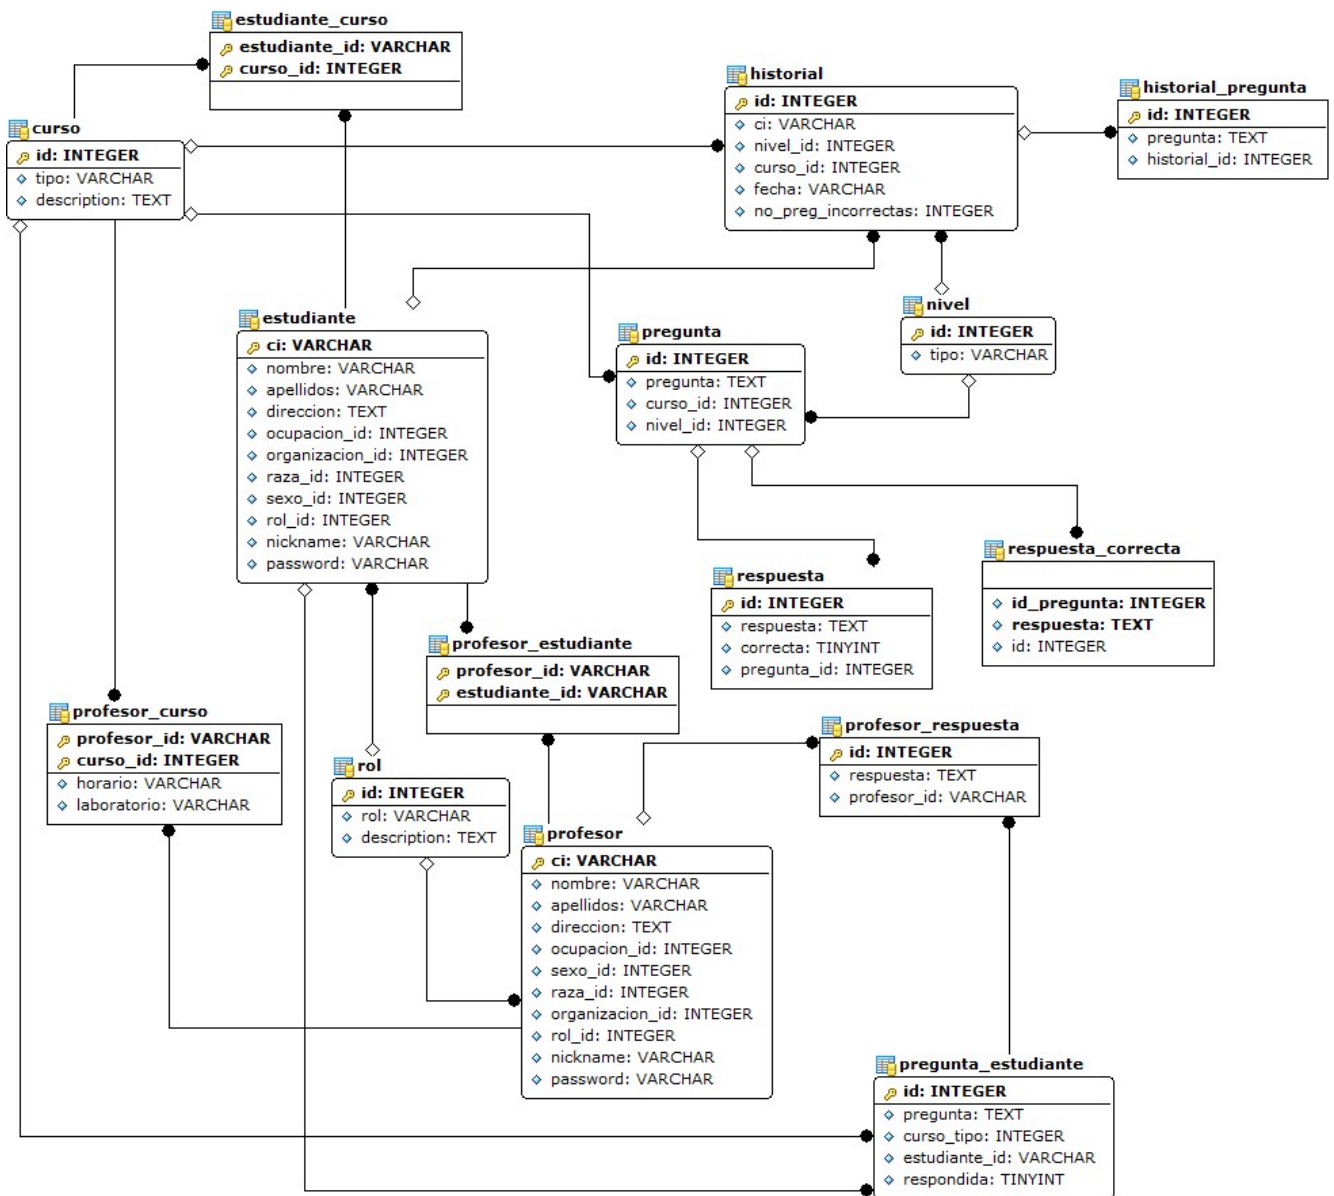 estudiante_curso
estudiante_id: VARCHAR
curso_id: INTEGER
historial
id: INTEGER
ci: VARCHAR
nivel_id: INTEGER
curso_id: INTEGER
fecha: VARCHAR
no_preg_incorrectas: INTEGER
historial_pregunta
id: INTEGER
pregunta: TEXT
historial_id: INTEGER
curso
id: INTEGER
tipo: VARCHAR
description: TEXT
estudiante
ci: VARCHAR
nombre: VARCHAR
apellidos: VARCHAR
direccion: TEXT
ocupacion_id: INTEGER
organizacion_id: INTEGER
raza_id: INTEGER
sexo_id: INTEGER
rol_id: INTEGER
nickname: VARCHAR
password: VARCHAR
pregunta
id: INTEGER
pregunta: TEXT
curso_id: INTEGER
nivel_id: INTEGER
nivel
id: INTEGER
tipo: VARCHAR
respuesta
id: INTEGER
respuesta: TEXT
correcta: TINYINT
pregunta_id: INTEGER
respuesta_correcta
id_pregunta: INTEGER
respuesta: TEXT
id: INTEGER
profesor_estudiante
profesor_id: VARCHAR
estudiante_id: VARCHAR
profesor_curso
profesor_id: VARCHAR
curso_id: INTEGER
horario: VARCHAR
laboratorio: VARCHAR
rol
id: INTEGER
rol: VARCHAR
description: TEXT
profesor_respuesta
id: INTEGER
respuesta: TEXT
profesor_id: VARCHAR
profesor
ci: VARCHAR
nombre: VARCHAR
apellidos: VARCHAR
direccion: TEXT
ocupacion_id: INTEGER
sexo_id: INTEGER
raza_id: INTEGER
organizacion_id: INTEGER
rol_id: INTEGER
nickname: VARCHAR
password: VARCHAR
pregunta_estudiante
id: INTEGER
pregunta: TEXT
curso_tipo: INTEGER
estudiante_id: VARCHAR
respondida: TINYINT